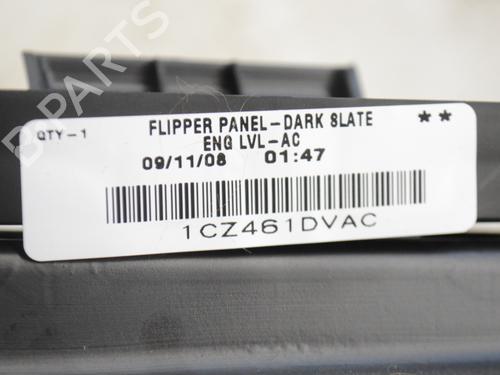 B-PARTS
QTY-1
FLIPPER PANEL-DARK SLATE
**
ENG LVL-AC
09/11/08 01:47
1CZ461DVAC